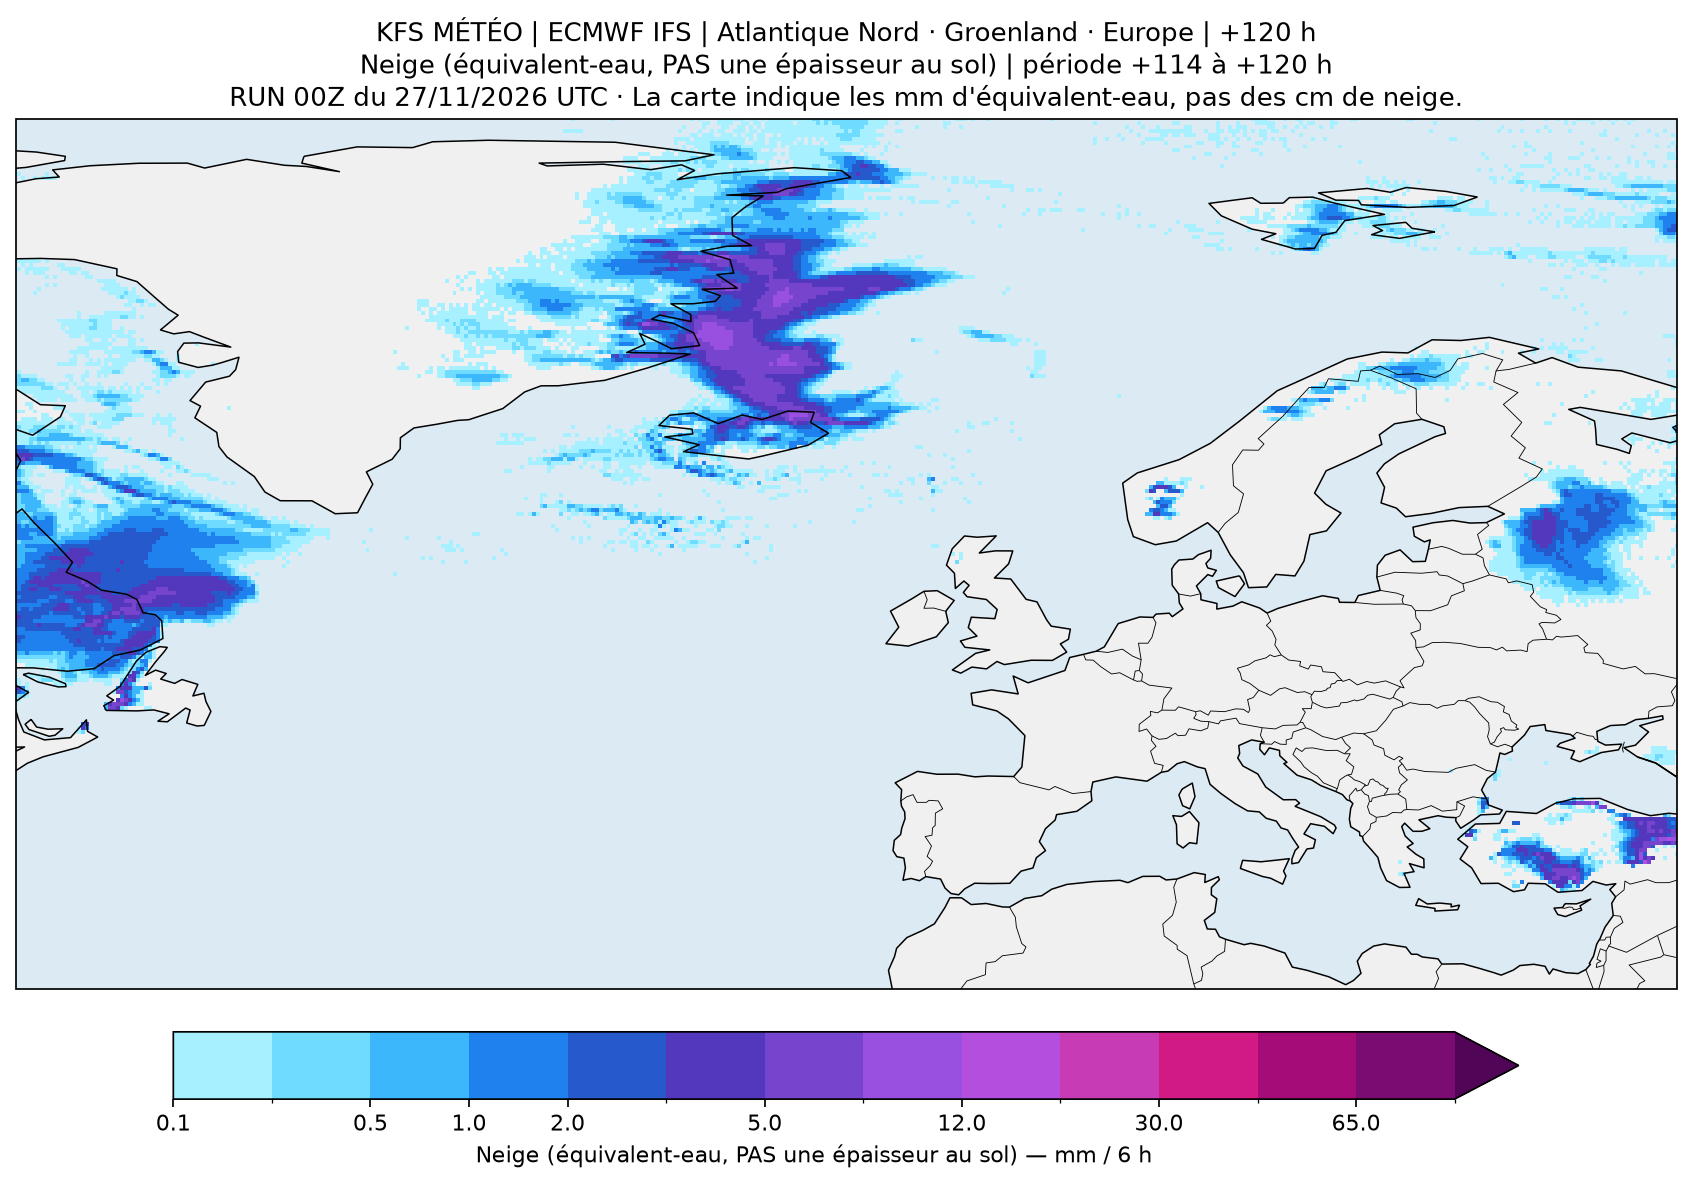 KFS MÉTÉO | ECMWF IFS | Atlantique Nord · Groenland · Europe | +120 h
Neige (équivalent-eau, PAS une épaisseur au sol) | période +114 à +120 h
RUN 00Z du 27/11/2026 UTC · La carte indique les mm d'équivalent-eau, pas des cm de neige.
0.1 0.5 1.0 2.0 5.0 12.0 30.0 65.0
Neige (équivalent-eau, PAS une épaisseur au sol) — mm / 6 h